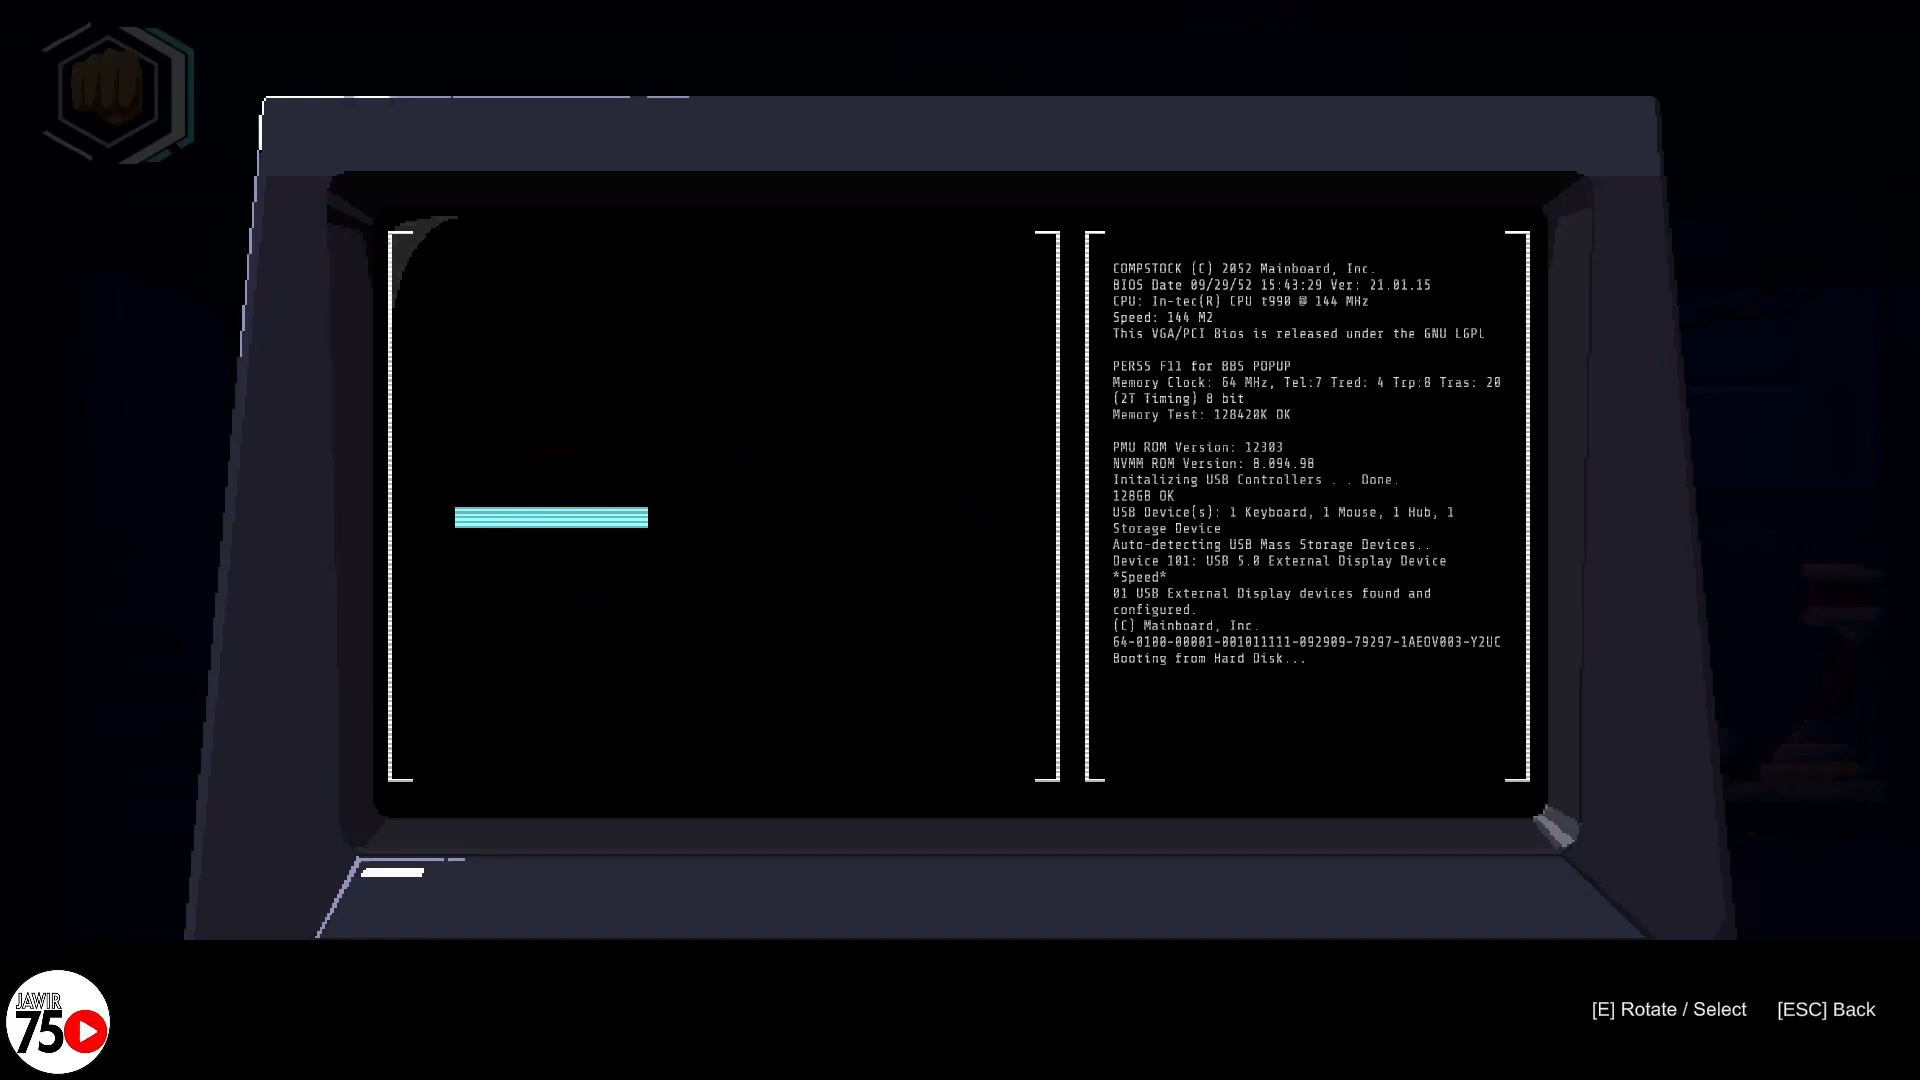 COMPSTOCK (C) 2052 Mainboard, Inc.
BIOS Date 09/29/52 15:43:29 Ver: 21.01.15
CPU: In-tec(R) CPU t990 @ 144 MHz
Speed: 144 M2
This VGA/PCI Bios is released under the GNU LGPL
PERSS F11 for BBS POPUP
Memory Clock: 64 MHz, Tel:7 Tred: 4 Trp:8 Tras: 20
(2T Timing) 8 bit
Memory Test: 128420K OK
PMU ROM Version: 12303
NVMM ROM Version: 8.094.98
Initalizing USB Controllers . . Done.
128GB OK
USB Device(s): 1 Keyboard, 1 Mouse, 1 Hub, 1
Storage Device
Auto-detecting USB Mass Storage Devices..
Device 101: USB 5.0 External Display Device
*Speed*
01 USB External Display devices found and
configured.
(C) Mainboard, Inc.
64-0100-00001-001011111-092909-79297-1AEOV003-Y2UC
Booting from Hard Disk...
JAWIR
75
[E] Rotate / Select [ESC] Back